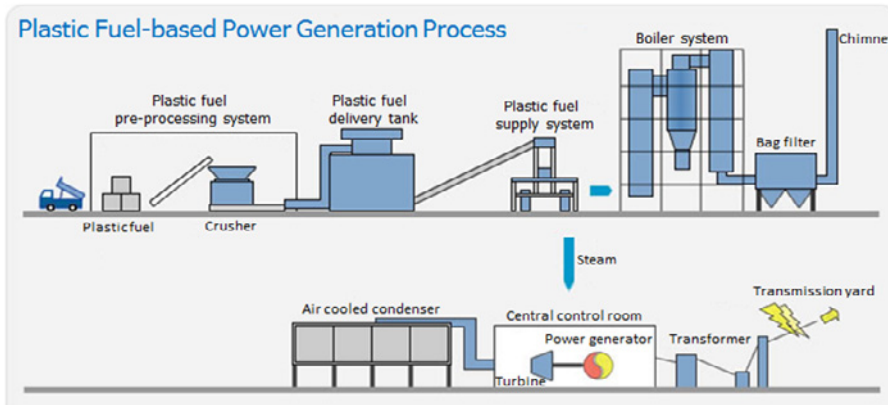 Plastic Fuel-based Power Generation Process
Boiler system
Chimne
Plastic fuel
pre-processing system
Plastic fuel
delivery tank
Plastic fuel
supply system
Bag filter
Plasticfuel
Crusher
Steam
Transmission yard
Air cooled condenser
Central control room
Power generator
Transformer
Turbine